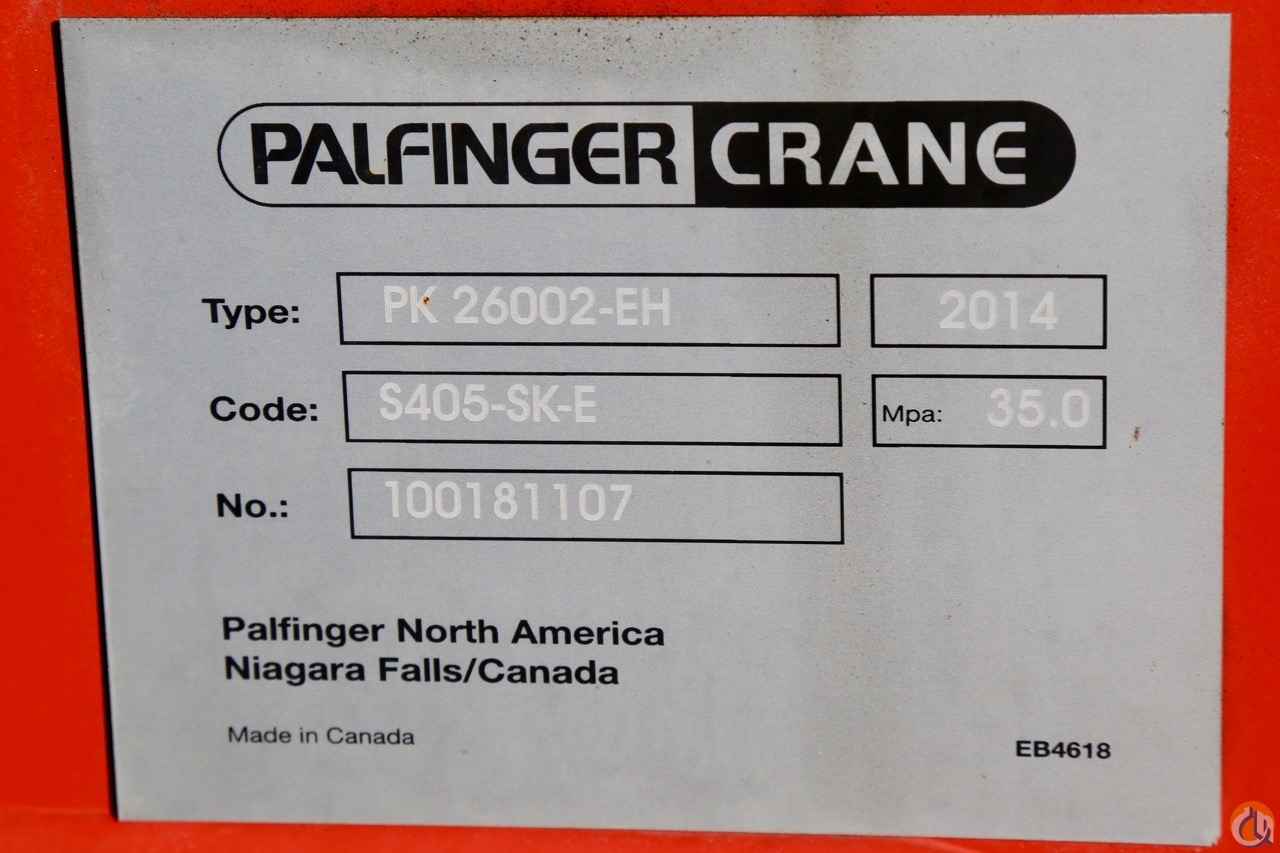 PALFINGER CRANE
Type: PK 26002-EH 2014
Code: S405-SK-E Mpa: 35.0
No.: 100181107
Palfinger North America
Niagara Falls/Canada
Made in Canada
EB4618